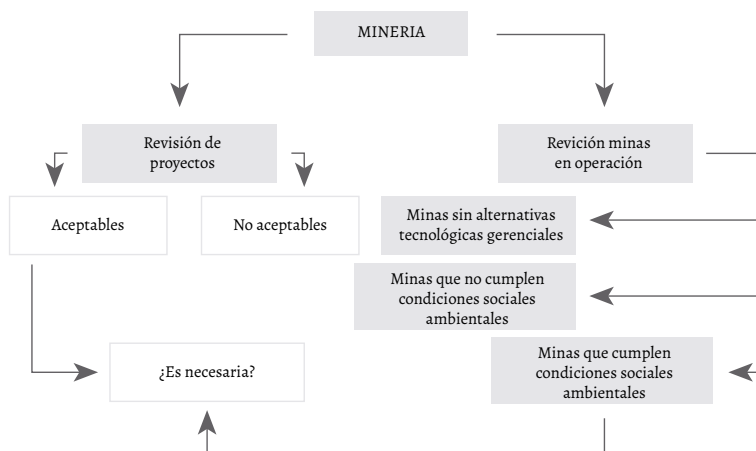 MINERIA
Revisión de
proyectos
Revición minas
en operación
Aceptables
No aceptables
Minas sin alternativas
tecnológicas gerenciales
Minas que no cumplen
condiciones sociales
ambientales
¿Es necesaria?
Minas que cumplen
condiciones sociales
ambientales